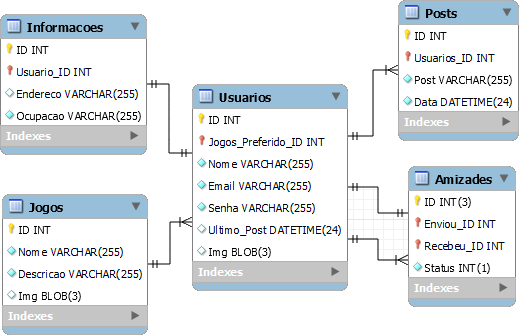 Informacoes
ID INT
Usuario_ID INT
Endereco VARCHAR(255)
Ocupacao VARCHAR(255)
Indexes
Jogos
ID INT
Nome VARCHAR(255)
Descricao VARCHAR(255)
Img BLOB(3)
Indexes
Usuarios
ID INT
Jogos_Preferido_ID INT
Nome VARCHAR(255)
Email VARCHAR(255)
Senha VARCHAR(255)
Ultimo_Post DATETIME(24)
Img BLOB(3)
Indexes
Posts
ID INT
Usuarios_ID INT
Post VARCHAR(255)
Data DATETIME(24)
Indexes
Amizades
ID INT(3)
Enviou_ID INT
Recebeu_ID INT
Status INT(1)
Indexes